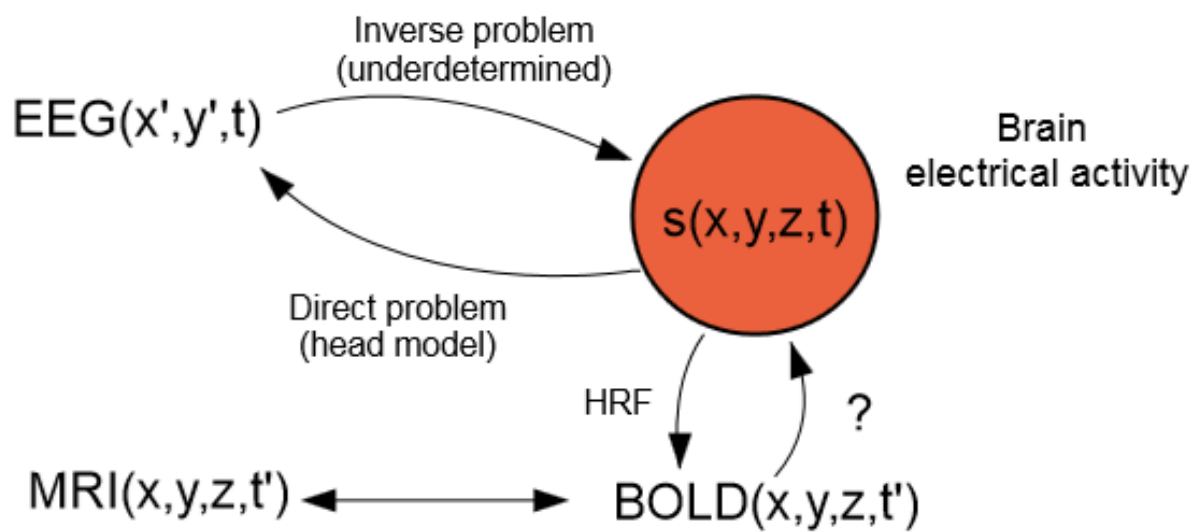 Inverse problem
(underdetermined)
EEG(x',y',t)
Brain
electrical activity
s(x,y,z,t)
Direct problem
(head model)
HRF
?
MRI(x,y,z,t')
BOLD(x,y,z,t')